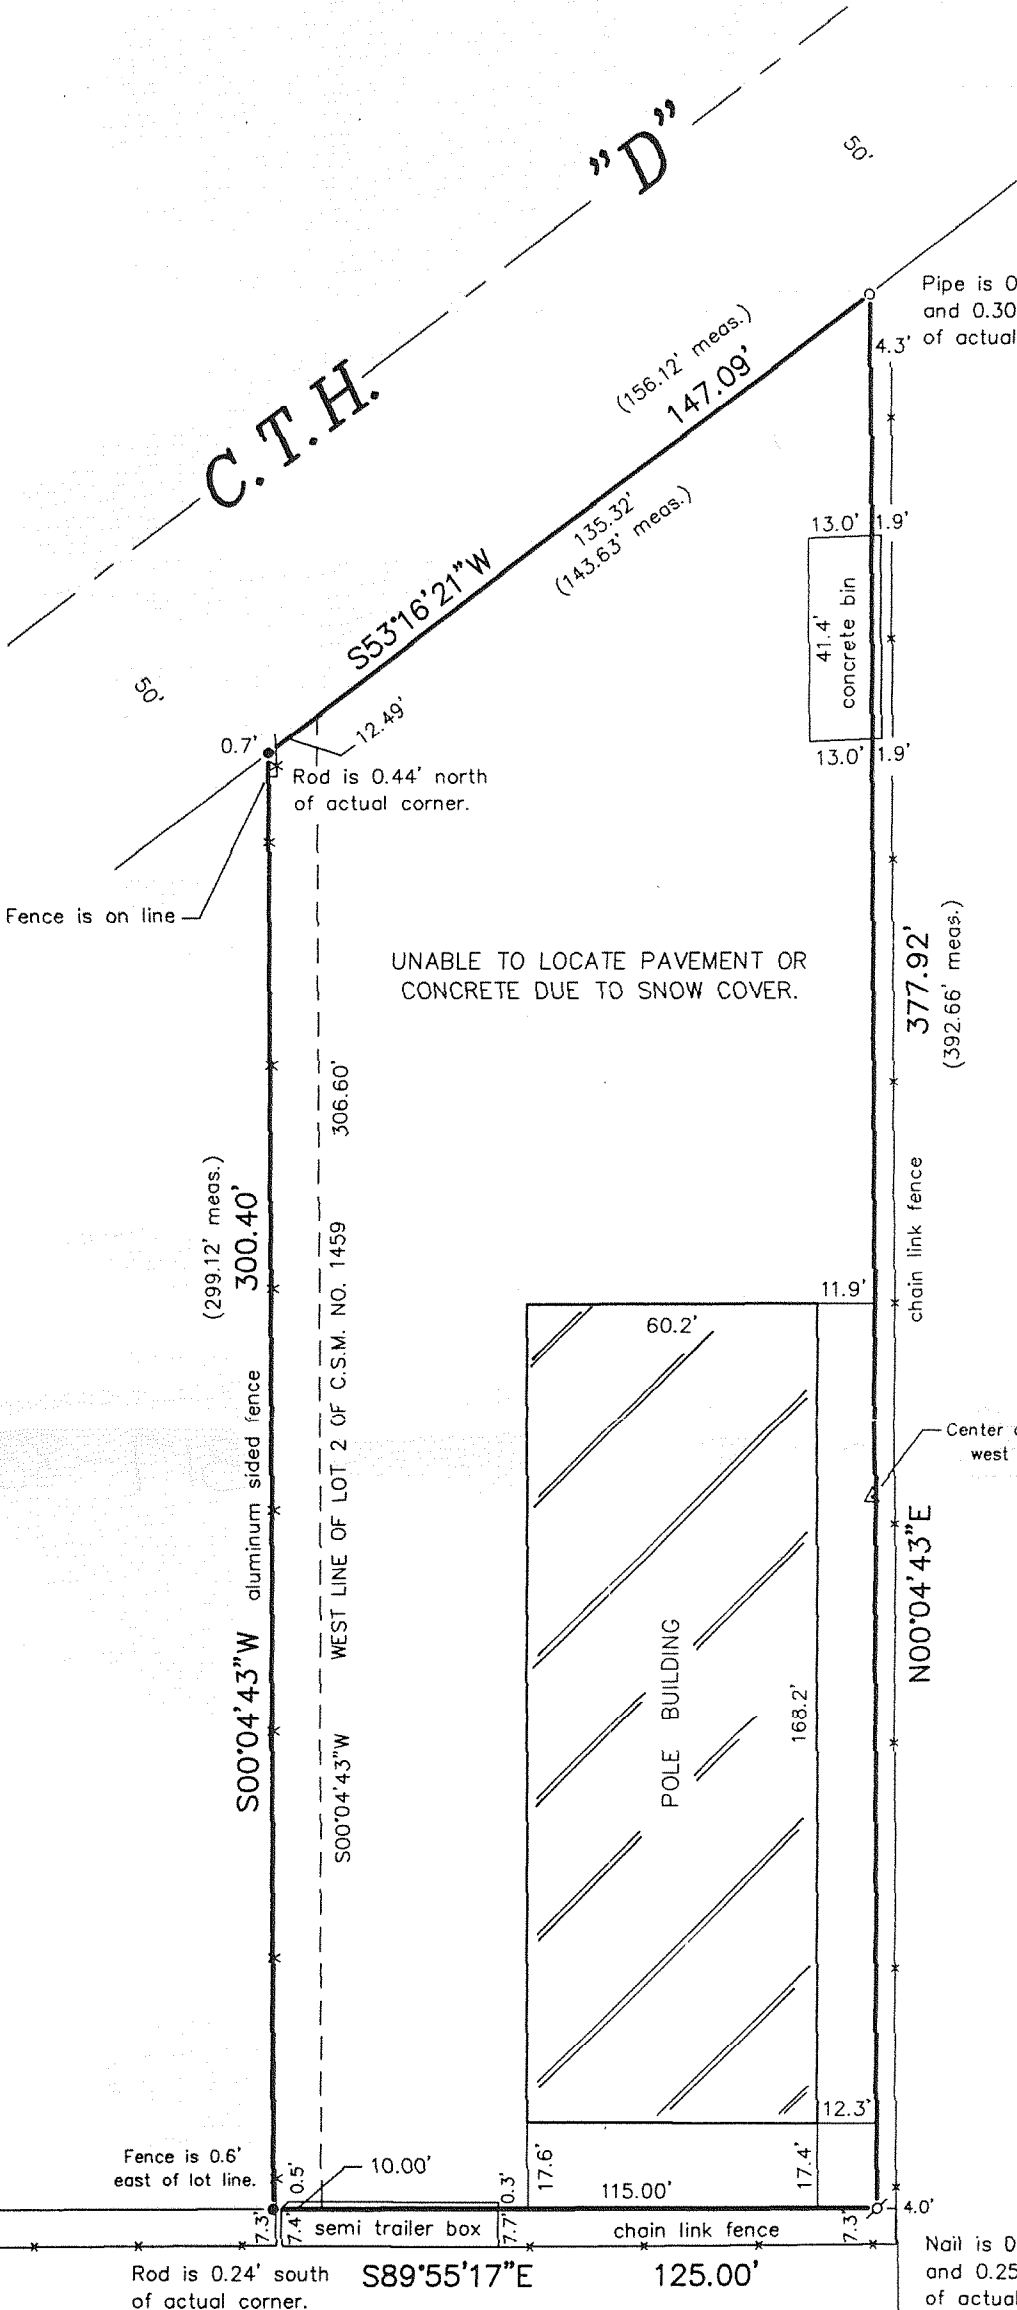 C.T.H. "D"
50'
Pipe is 0
and 0.30
of actual
4.3'
(156.12' meas.)
147.09'
135.32'
(143.63' meas.)
S53°16'21"W
13.0'
1.9'
41.4'
concrete bin
13.0'
1.9'
50'
0.7'
12.49'
Rod is 0.44' north
of actual corner.
Fence is on line
UNABLE TO LOCATE PAVEMENT OR
CONCRETE DUE TO SNOW COVER.
377.92'
(392.66' meas.)
306.60'
(299.12' meas.)
300.40'
chain link fence
11.9'
60.2'
WEST LINE OF LOT 2 OF C.S.M. NO. 1459
aluminum sided fence
Center
west
N00°04'43"E
S00°04'43"W
S00°04'43"W
POLE BUILDING
168.2'
12.3'
Fence is 0.6'
east of lot line.
0.5'
10.00'
0.3'
17.6'
115.00'
17.4'
4.0'
7.3'
7.4'
semi trailer box
7.7'
chain link fence
7.3'
Rod is 0.24' south
of actual corner.
S89°55'17"E
125.00'
Nail is 0
and 0.25
of actual